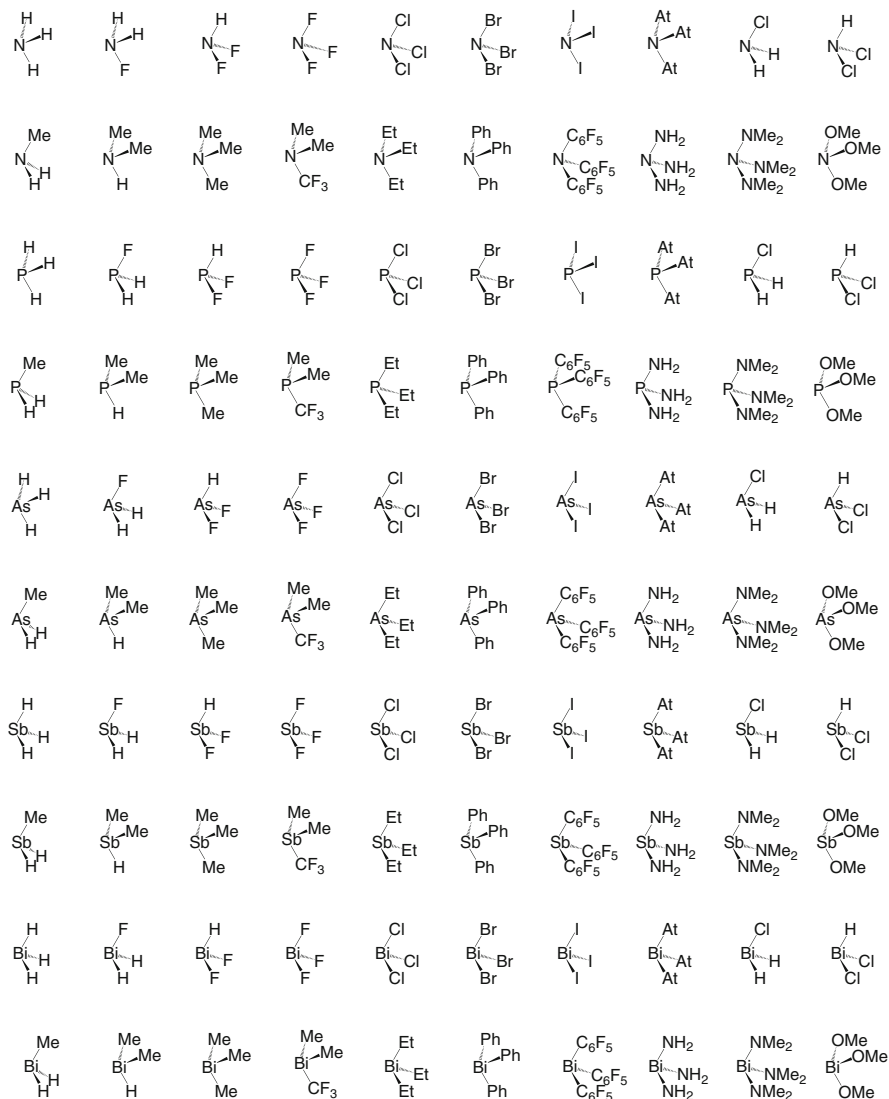 H H H F Cl Br I At Cl H
N H N H N F N F N Cl N Br N I N At N H N Cl
H F F F Cl Br I At H Cl
Me Me Me Me Et Ph C6F5 NH2 NMe2 OMe
N H N Me N Me N Me N Et N Ph N C6F5 N NH2 N NMe2 N OMe
H H Me CF3 Et Ph C6F5 NH2 NMe2 OMe
H F H F Cl Br I At Cl H
P H P H P F P F P Cl P Br P I P At P H P Cl
H H F F Cl Br I At H Cl
Me Me Me Me Et Ph C6F5 NMe2 NH2 OMe
P H P Me P Me P Me P Et P Ph P C6F5 P NH2 P NMe2 P OMe
H H Me CF3 Et Ph C6F5 NH2 NMe2 OMe
H F H F Cl Br I At Cl H
As H As H As F As F As Cl As Br As I As At As H As Cl
H H F F Cl Br I At H Cl
Me Me Me Me Et Ph C6F5 NH2 NMe2 OMe
As H As Me As Me As Me As Et As Ph As C6F5 As NH2 As NMe2 As OMe
H H Me CF3 Et Ph C6F5 NH2 NMe2 OMe
H F H F Cl Br I At Cl H
Sb H Sb H Sb F Sb F Sb Cl Sb Br Sb I Sb At Sb H Sb Cl
H H F F Cl Br I At H Cl
Me Me Me Me Et Ph C6F5 NH2 NMe2 OMe
Sb H Sb Me Sb Me Sb Me Sb Et Sb Ph Sb C6F5 Sb NH2 Sb NMe2 Sb OMe
H H Me CF3 Et Ph C6F5 NH2 NMe2 OMe
H F H F Cl Br I At Cl H
Bi H Bi H Bi F Bi F Bi Cl Bi Br Bi I Bi At Bi H Bi Cl
H H F F Cl Br I At H Cl
Me Me Me Me Et Ph C6F5 NH2 NMe2 OMe
Bi H Bi Me Bi Me Bi Me Bi Et Bi Ph Bi C6F5 Bi NH2 Bi NMe2 Bi OMe
H H Me CF3 Et Ph C6F5 NH2 NMe2 OMe